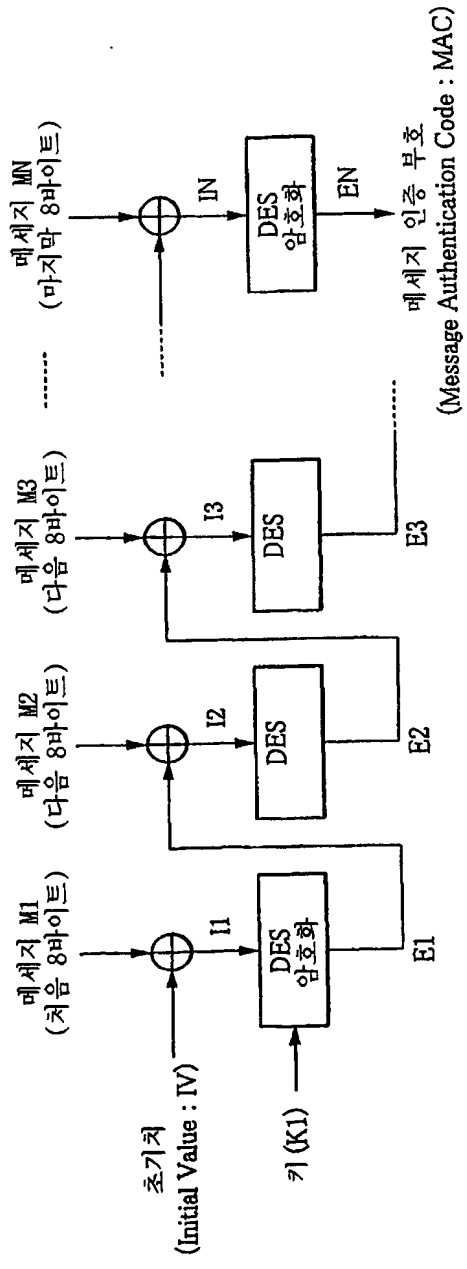 메세지 M1
(처음 8바이트)
메세지 M2
(다음 8바이트)
메세지 M3
(다음 8바이트)
메세지 MN
(마지막 8바이트)
초기치
(Initial Value : IV)
I1
I2
I3
IN
키(K1)
DES
암호화
DES
DES
DES
암호화
E1
E2
E3
EN
메세지 인증 부호
(Message Authentication Code : MAC)